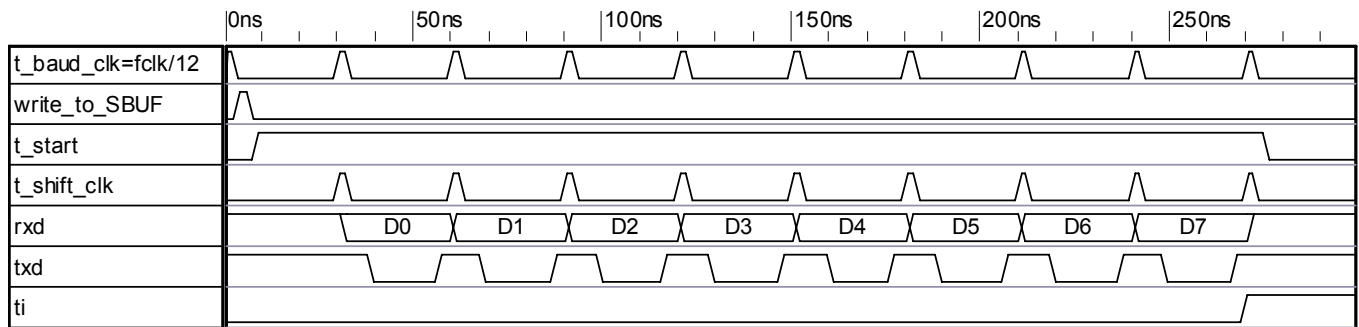 0ns 50ns 100ns 150ns 200ns 250ns
t_baud_clk=fclk/12
write_to_SBUF
t_start
t_shift_clk
rxd D0 D1 D2 D3 D4 D5 D6 D7
txd
ti